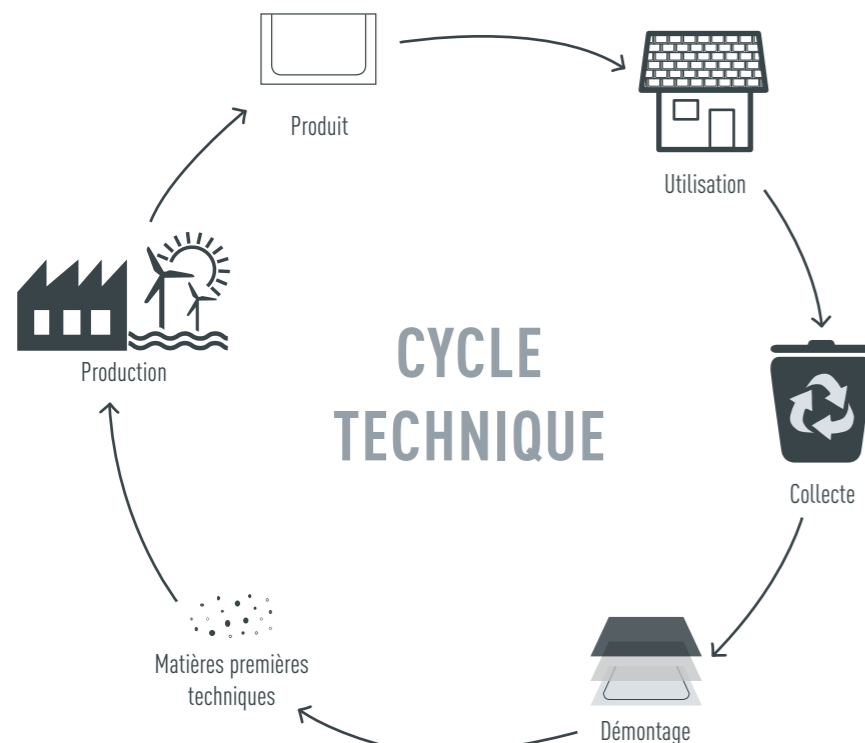 Produit
Utilisation
Production
CYCLE
TECHNIQUE
Collecte
Matières premières
techniques
Démontage